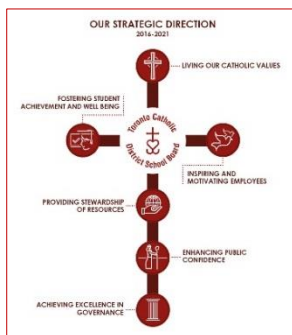 OUR STRATEGIC DIRECTION
2016-2021
LIVING OUR CATHOLIC VALUES
FOSTERING STUDENT
ACHIEVEMENT AND WELL BEING
Toronto Catholic
District School Board
INSPIRING AND
MOTIVATING EMPLOYEES
PROVIDING STEWARDSHIP
OF RESOURCES
ENHANCING PUBLIC
CONFIDENCE
ACHIEVING EXCELLENCE IN
GOVERNANCE